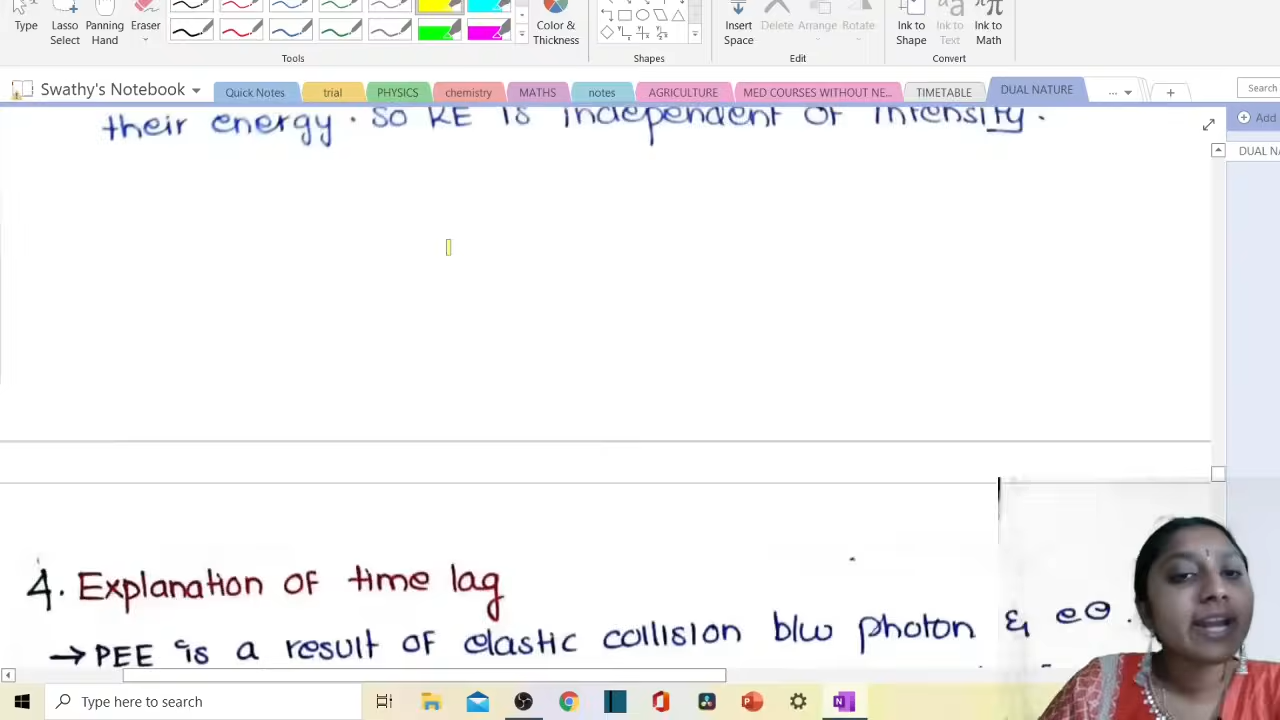 Type
Lasso Select
Panning Hand
Eraser
Color & Thickness
Insert Space
Delete
Arrange
Rotate
Ink to Shape
Ink to Text
Ink to Math
Tools
Shapes
Edit
Convert
Swathy's Notebook
Quick Notes
trial
PHYSICS
chemistry
MATHS
notes
AGRICULTURE
MED COURSES WITHOUT NE...
TIMETABLE
DUAL NATURE
...
Search
Add
DUAL NA
their energy. so KE is independent of intensity.
4. Explanation of time lag
→ PEE is a result of elastic collision b/w photon & e⊖.
Type here to search